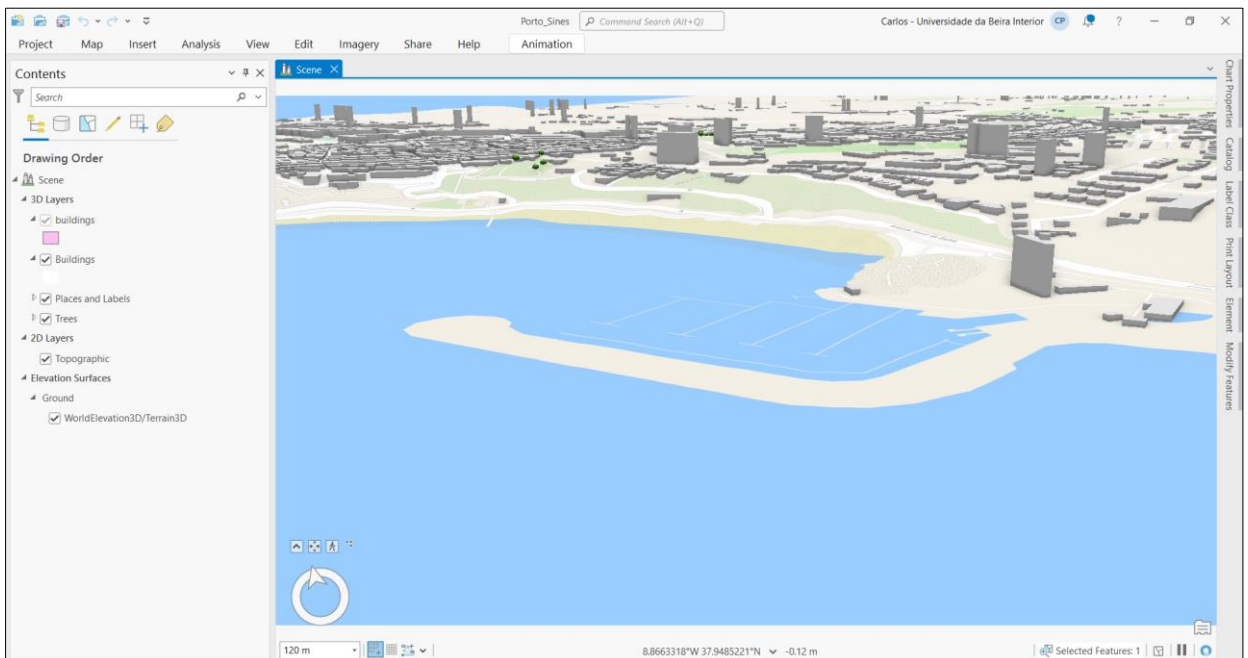 Porto_Sines
Command Search (Alt+Q)
Carlos - Universidade da Beira Interior
CP
?
Project
Map
Insert
Analysis
View
Edit
Imagery
Share
Help
Animation
Contents
Search
Drawing Order
Scene
3D Layers
buildings
Buildings
Places and Labels
Trees
2D Layers
Topographic
Elevation Surfaces
Ground
WorldElevation3D/Terrain3D
Scene
Chart Properties
Catalog
Label Class
Print Layout
Element
Modify Features
120 m
8.8663318°W 37.9485221°N
-0.12 m
Selected Features: 1